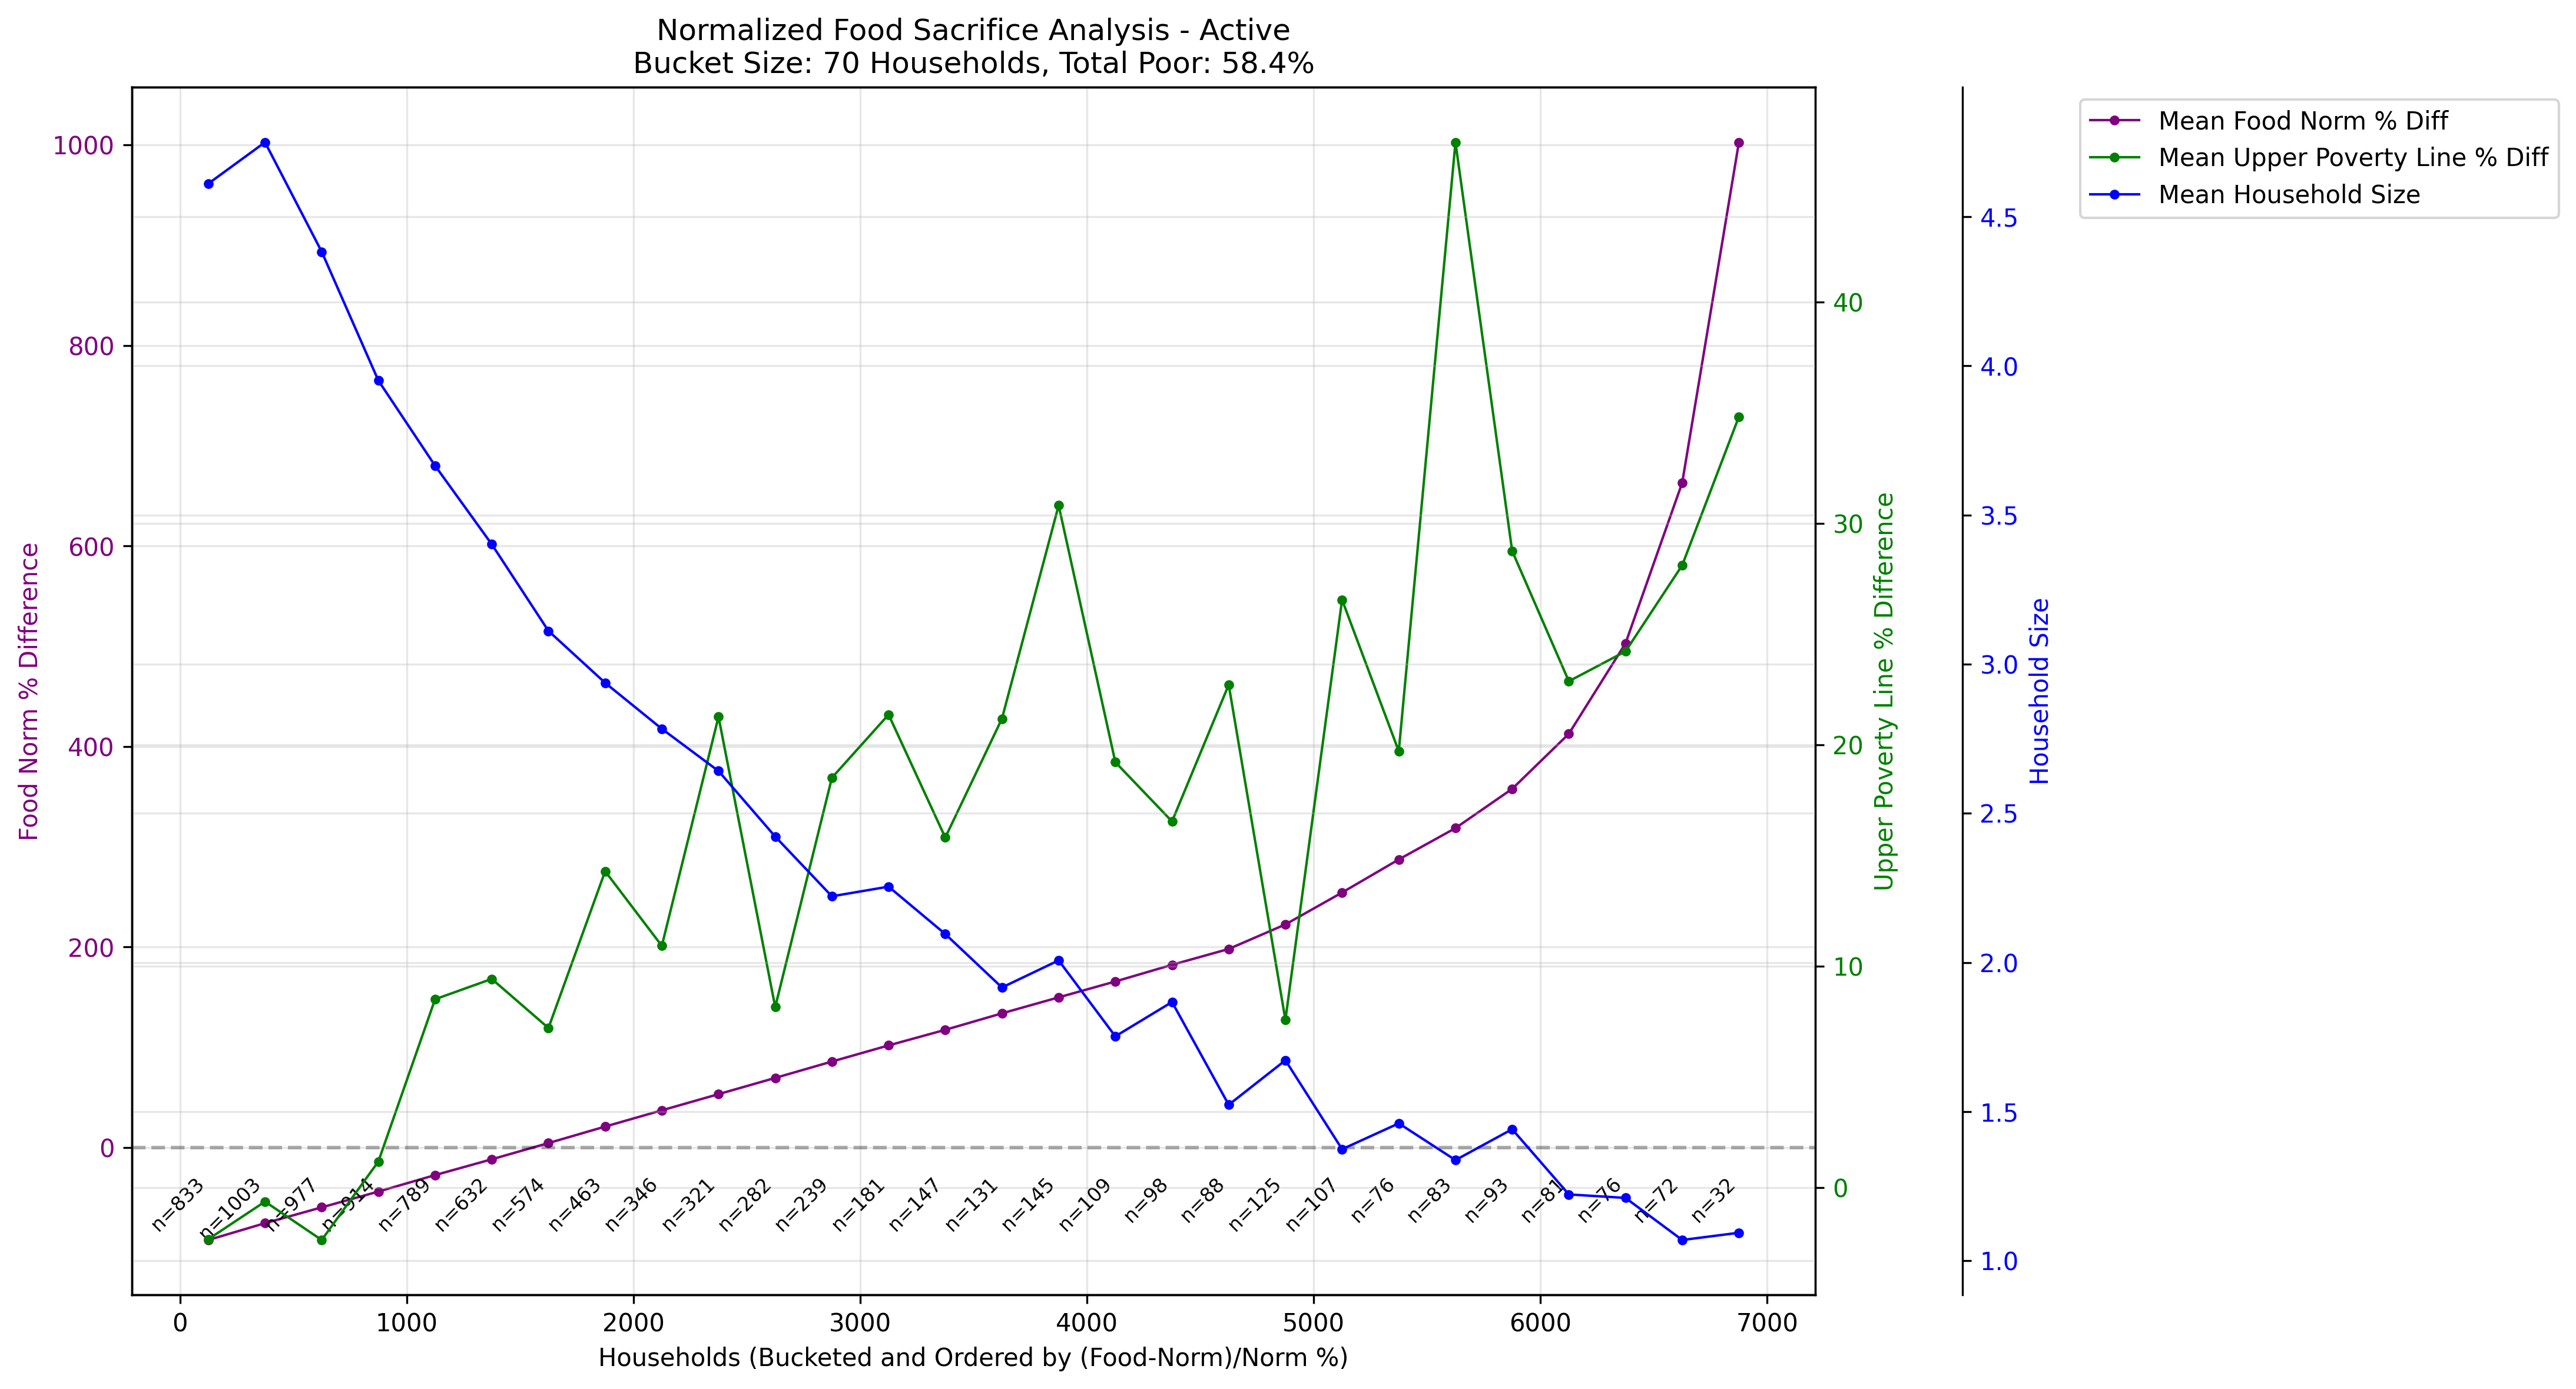 Normalized Food Sacrifice Analysis - Active
Bucket Size: 70 Households, Total Poor: 58.4%
Mean Food Norm % Diff
Mean Upper Poverty Line % Diff
Mean Household Size
Food Norm % Difference
1000
800
600
400
200
0
Upper Poverty Line % Difference
40
30
20
10
0
Household Size
4.5
4.0
3.5
3.0
2.5
2.0
1.5
1.0
n=833
n=1003
n=977
n=914
n=789
n=632
n=574
n=463
n=346
n=321
n=282
n=239
n=181
n=147
n=131
n=145
n=109
n=98
n=88
n=125
n=107
n=76
n=83
n=93
n=81
n=76
n=72
n=32
0 1000 2000 3000 4000 5000 6000 7000
Households (Bucketed and Ordered by (Food-Norm)/Norm %)